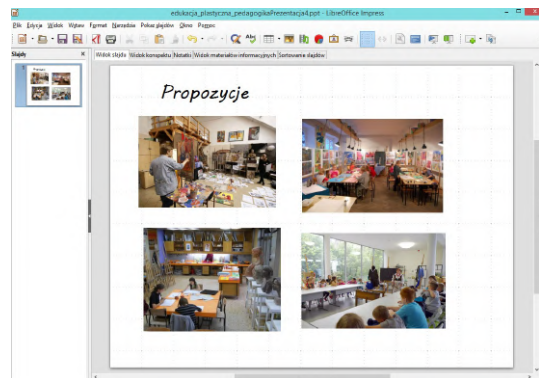 edukacja_plastyczna_pedagogikaPrezentacja4.ppt - LibreOffice Impress
Plik Edycja Widok Wstaw Format Narzędzia Pokaz slajdów Okno Pomoc
Slajdy
Widok slajdu Widok konspektu Notatki Widok materiałów informacyjnych Sortowanie slajdów
1
Propozycje